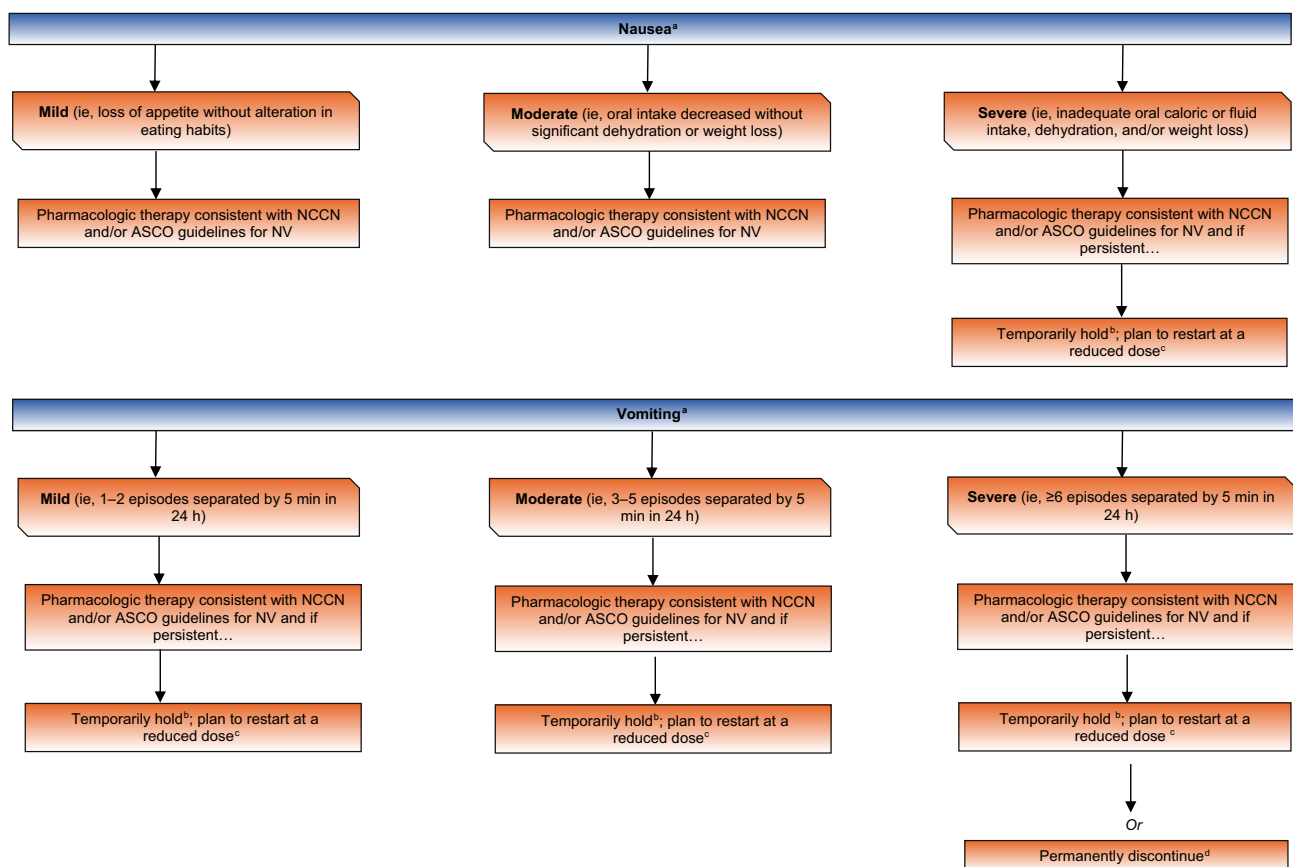 Nauseaᵃ
Mild (ie, loss of appetite without alteration in
eating habits)
Moderate (ie, oral intake decreased without
significant dehydration or weight loss)
Severe (ie, inadequate oral caloric or fluid
intake, dehydration, and/or weight loss)
Pharmacologic therapy consistent with NCCN
and/or ASCO guidelines for NV
Pharmacologic therapy consistent with NCCN
and/or ASCO guidelines for NV
Pharmacologic therapy consistent with NCCN
and/or ASCO guidelines for NV and if
persistent…
Temporarily holdᵇ; plan to restart at a
reduced doseᶜ
Vomitingᵃ
Mild (ie, 1–2 episodes separated by 5 min in
24 h)
Moderate (ie, 3–5 episodes separated by 5
min in 24 h)
Severe (ie, ≥6 episodes separated by 5 min in
24 h)
Pharmacologic therapy consistent with NCCN
and/or ASCO guidelines for NV and if
persistent…
Pharmacologic therapy consistent with NCCN
and/or ASCO guidelines for NV and if
persistent…
Pharmacologic therapy consistent with NCCN
and/or ASCO guidelines for NV and if
persistent…
Temporarily holdᵇ; plan to restart at a
reduced doseᶜ
Temporarily holdᵇ; plan to restart at a
reduced doseᶜ
Temporarily hold ᵇ; plan to restart at a
reduced dose ᶜ
Or
Permanently discontinueᵈ